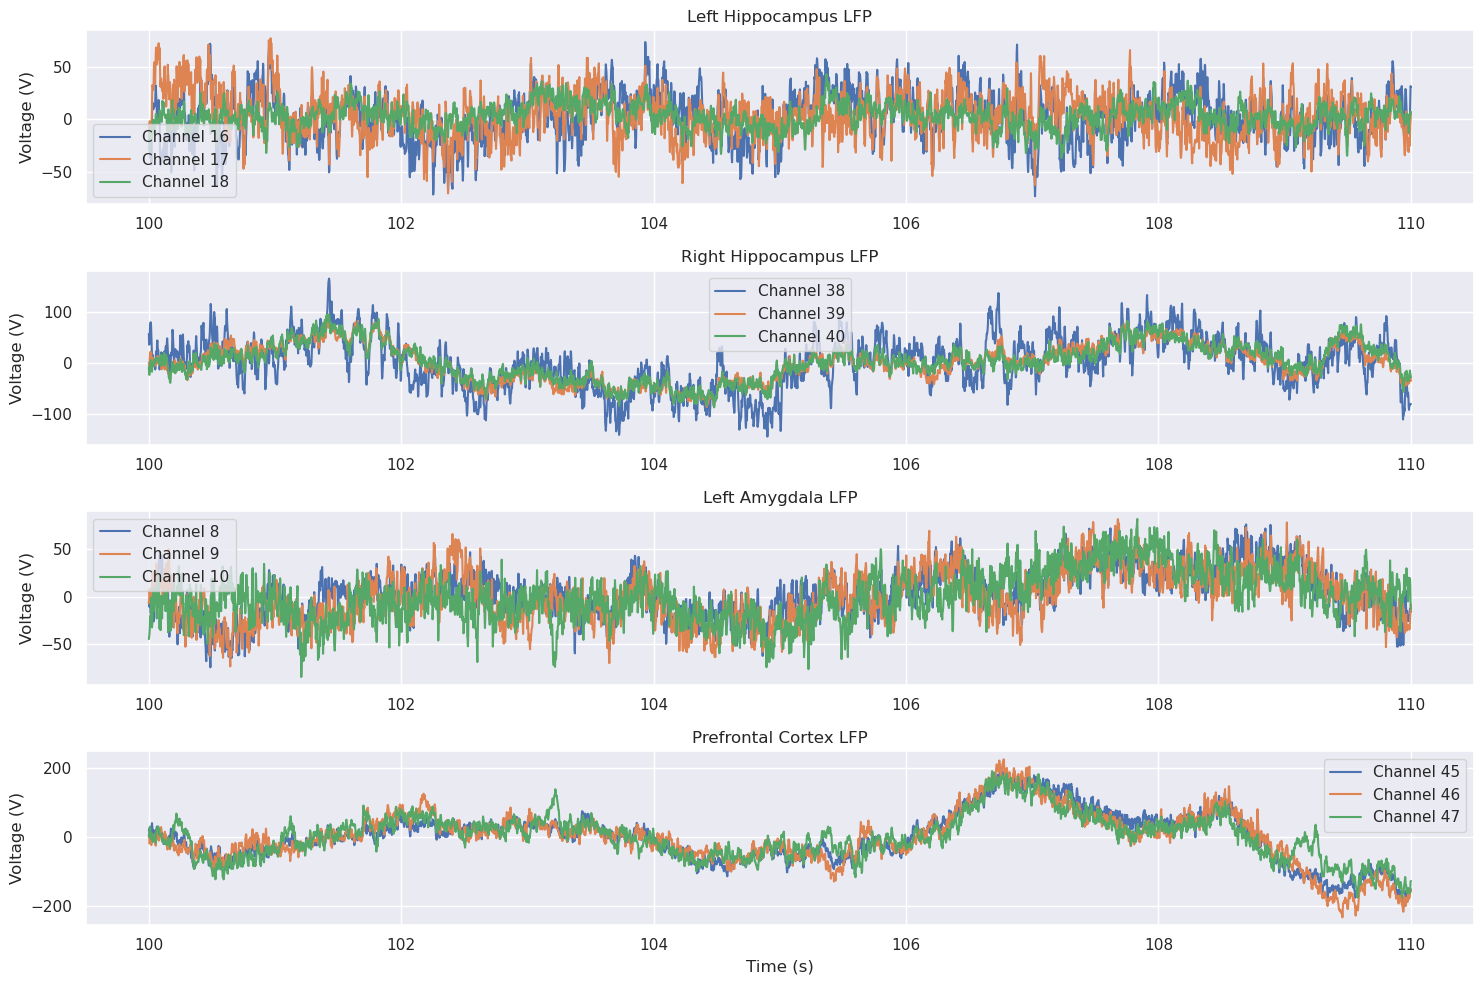 Left Hippocampus LFP
Voltage (V)
50
0
−50
Channel 16
Channel 17
Channel 18
100 102 104 106 108 110
Right Hippocampus LFP
Voltage (V)
100
0
−100
Channel 38
Channel 39
Channel 40
100 102 104 106 108 110
Left Amygdala LFP
Voltage (V)
50
0
−50
Channel 8
Channel 9
Channel 10
100 102 104 106 108 110
Prefrontal Cortex LFP
Voltage (V)
200
0
−200
Channel 45
Channel 46
Channel 47
100 102 104 106 108 110
Time (s)